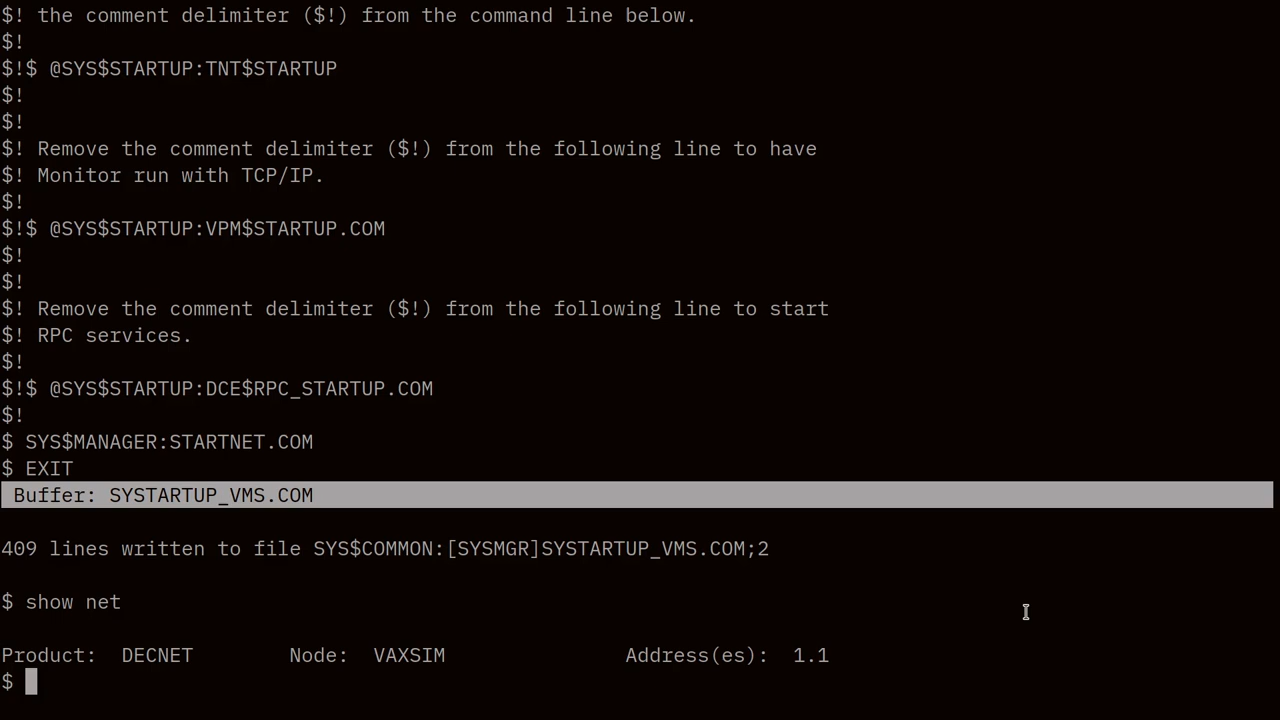 $! the comment delimiter ($!) from the command line below.
$!
$!$ @SYS$STARTUP:TNT$STARTUP
$!
$!
$! Remove the comment delimiter ($!) from the following line to have
$! Monitor run with TCP/IP.
$!
$!$ @SYS$STARTUP:VPM$STARTUP.COM
$!
$!
$! Remove the comment delimiter ($!) from the following line to start
$! RPC services.
$!
$!$ @SYS$STARTUP:DCE$RPC_STARTUP.COM
$!
$ SYS$MANAGER:STARTNET.COM
$ EXIT
Buffer: SYSTARTUP_VMS.COM
409 lines written to file SYS$COMMON:[SYSMGR]SYSTARTUP_VMS.COM;2
$ show net
Product:  DECNET        Node:  VAXSIM               Address(es):  1.1
$